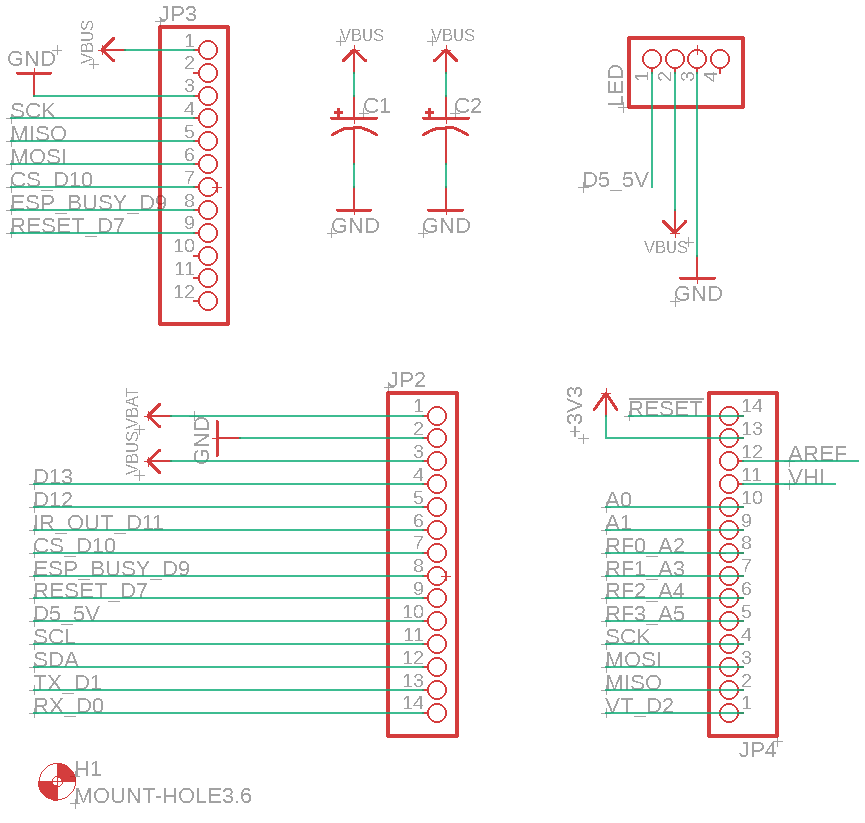 JP3
VBUS
GND
1
2
3
SCK 4
MISO 5
MOSI 6
CS_D10 7
ESP_BUSY_D9 8
RESET_D7 9
10
11
12
VBUS
C1
GND
VBUS
C2
GND
LED
1 2 3 4
D5_5V
VBUS
GND
JP2
VBAT 1
GND 2
VBUS 3
D13 4
D12 5
IR_OUT_D11 6
CS_D10 7
ESP_BUSY_D9 8
RESET_D7 9
D5_5V 10
SCL 11
SDA 12
TX_D1 13
RX_D0 14
+3V3
RESET 14
13
12 AREF
11 VHI
A0 10
A1 9
RF0_A2 8
RF1_A3 7
RF2_A4 6
RF3_A5 5
SCK 4
MOSI 3
MISO 2
VT_D2 1
JP4
H1
MOUNT-HOLE3.6